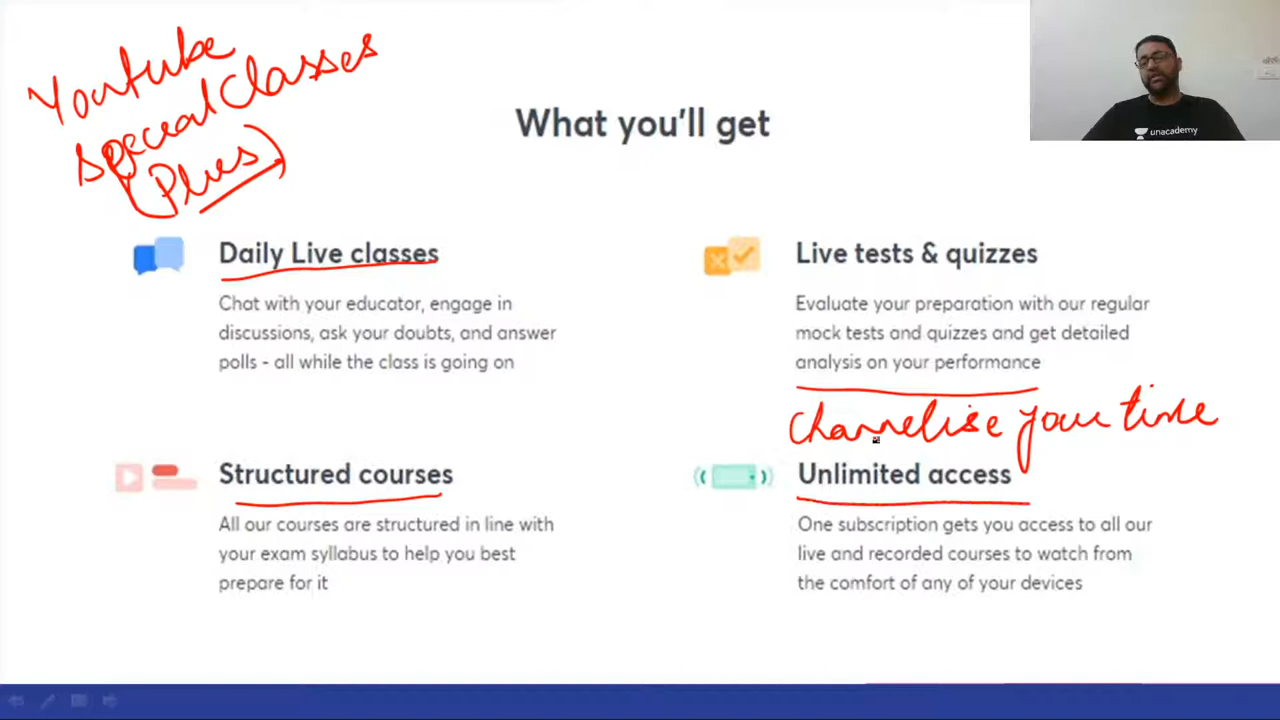 Youtube
special classes
(Plus)
What you'll get
unacademy
Daily Live classes
Chat with your educator, engage in
discussions, ask your doubts, and answer
polls - all while the class is going on
Live tests & quizzes
Evaluate your preparation with our regular
mock tests and quizzes and get detailed
analysis on your performance
Channelise your time
Structured courses
All our courses are structured in line with
your exam syllabus to help you best
prepare for it
Unlimited access
One subscription gets you access to all our
live and recorded courses to watch from
the comfort of any of your devices